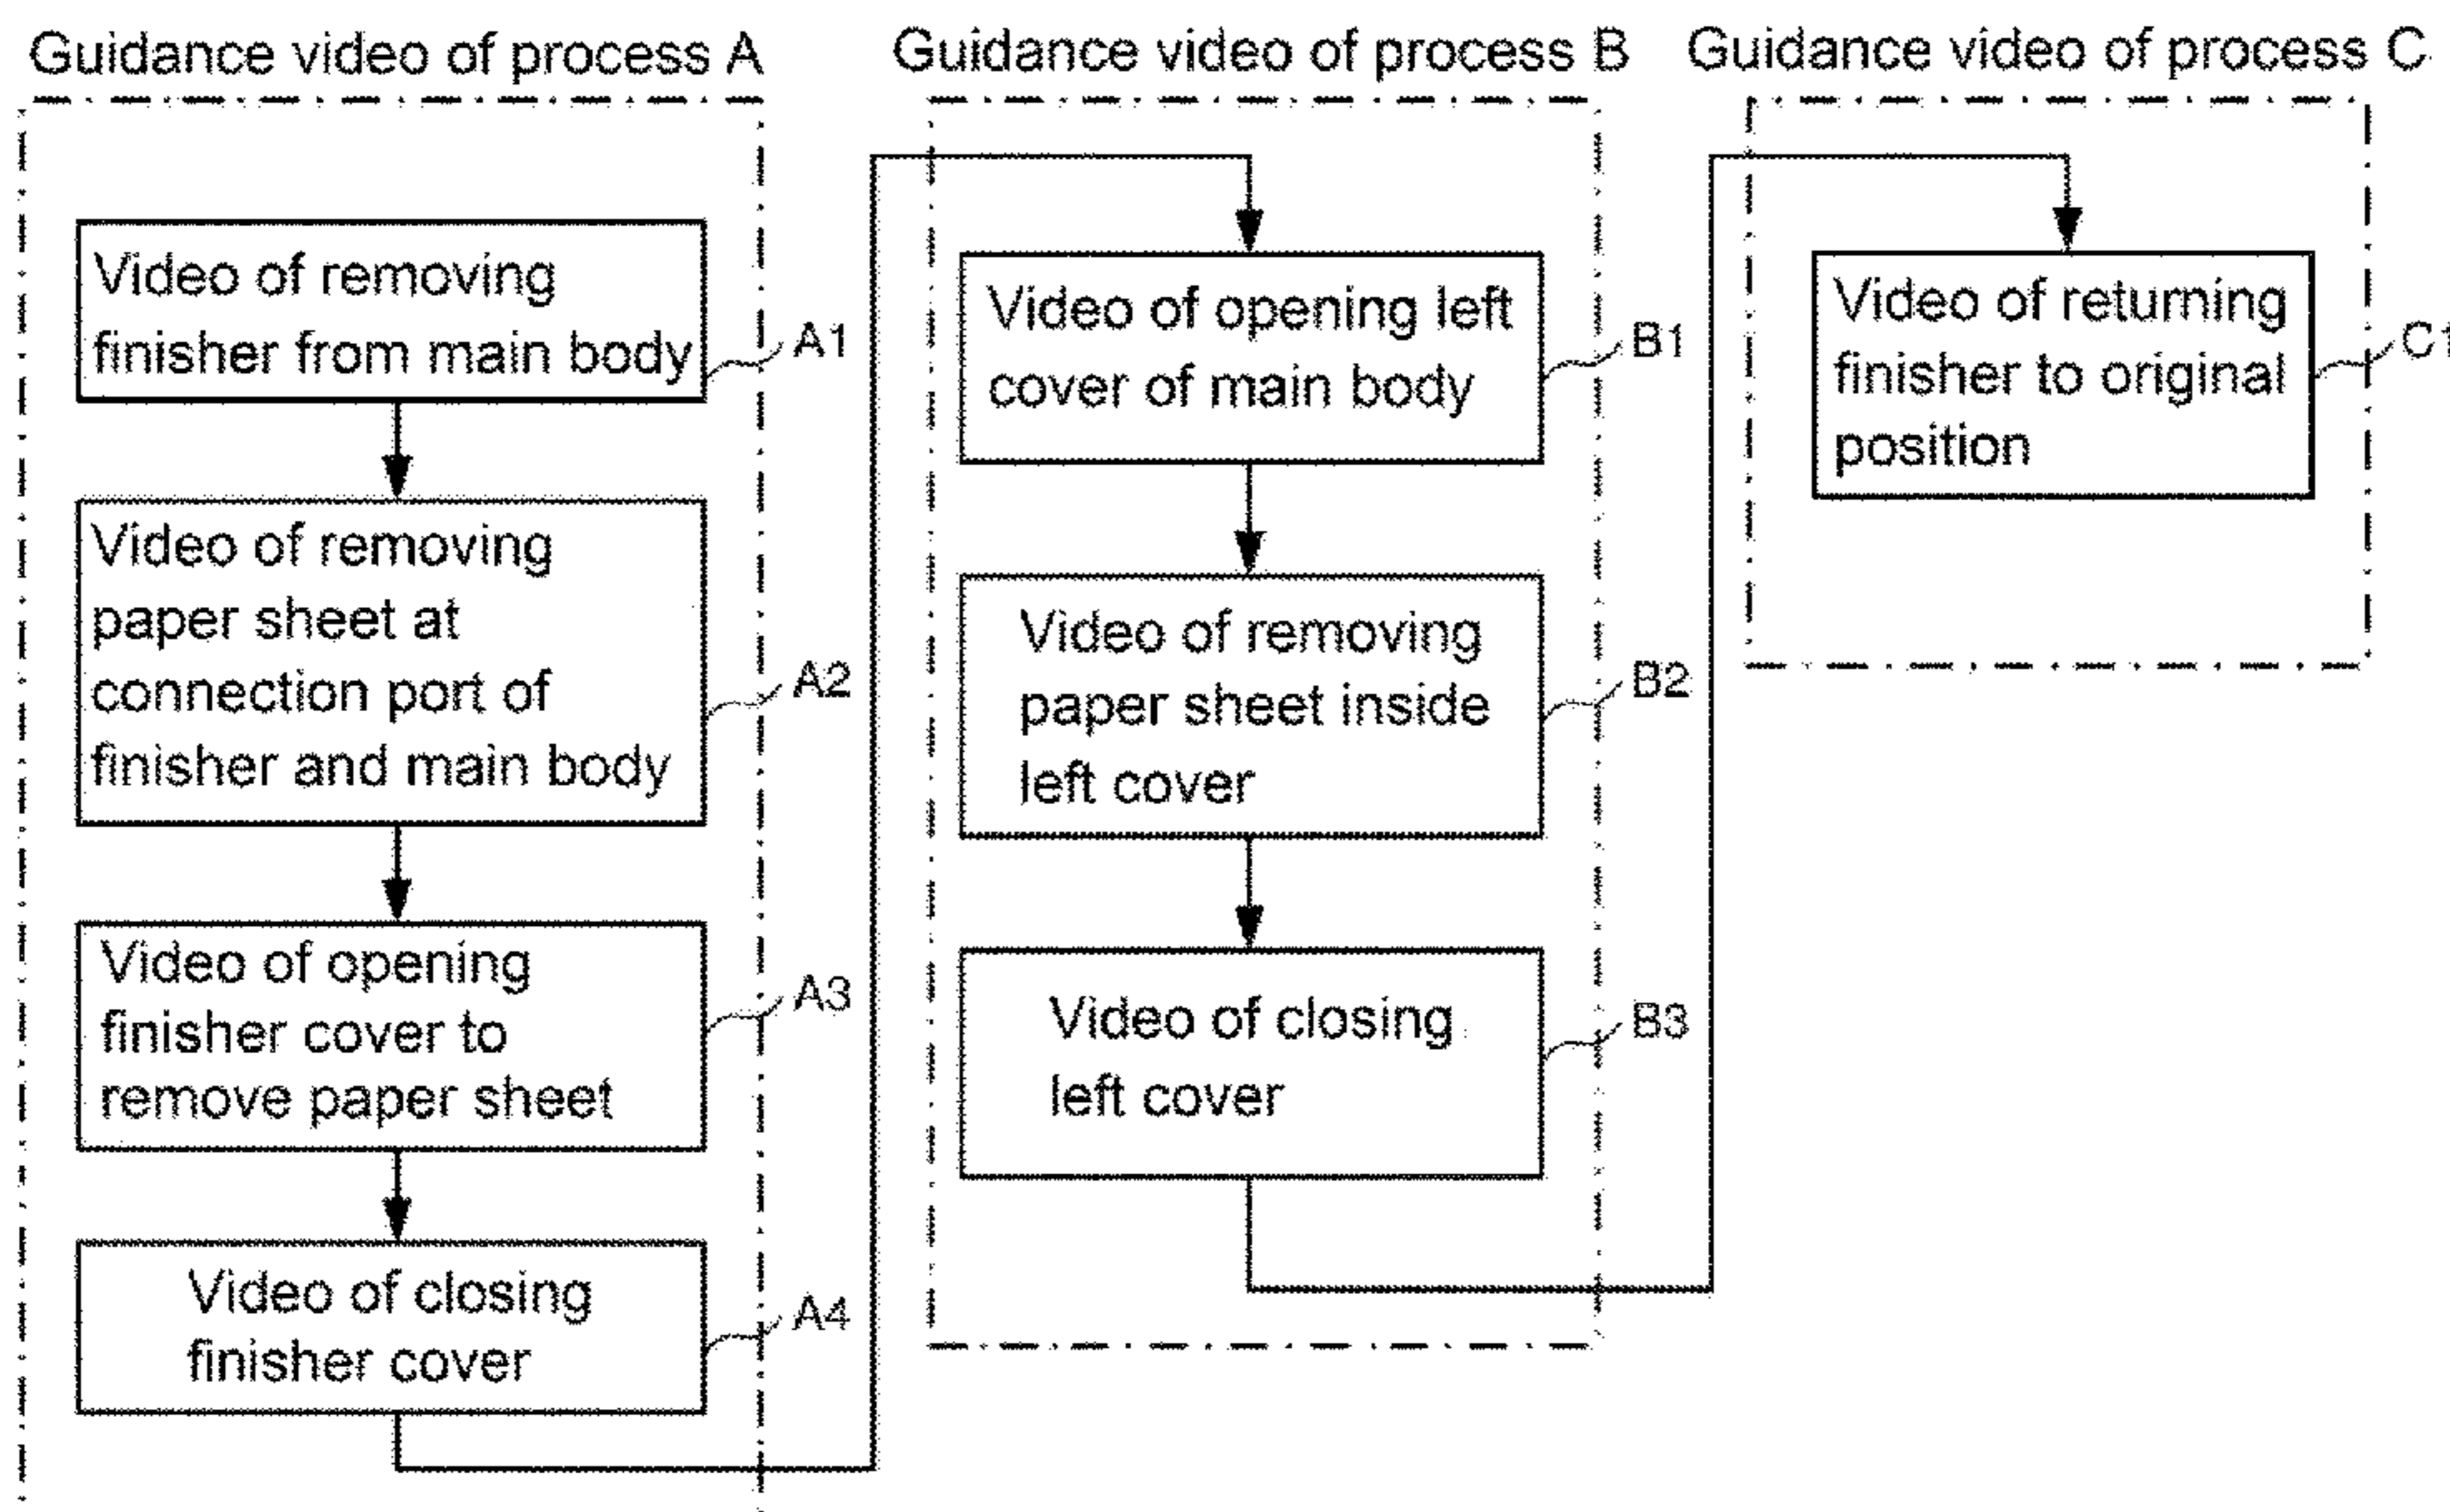 Guidance video of process A
Video of removing
finisher from main body
A1
Video of removing
paper sheet at
connection port of
finisher and main body
A2
Video of opening
finisher cover to
remove paper sheet
A3
Video of closing
finisher cover
A4
Guidance video of process B
Video of opening left
cover of main body
B1
Video of removing
paper sheet inside
left cover
B2
Video of closing
left cover
B3
Guidance video of process C
Video of returning
finisher to original
position
C1